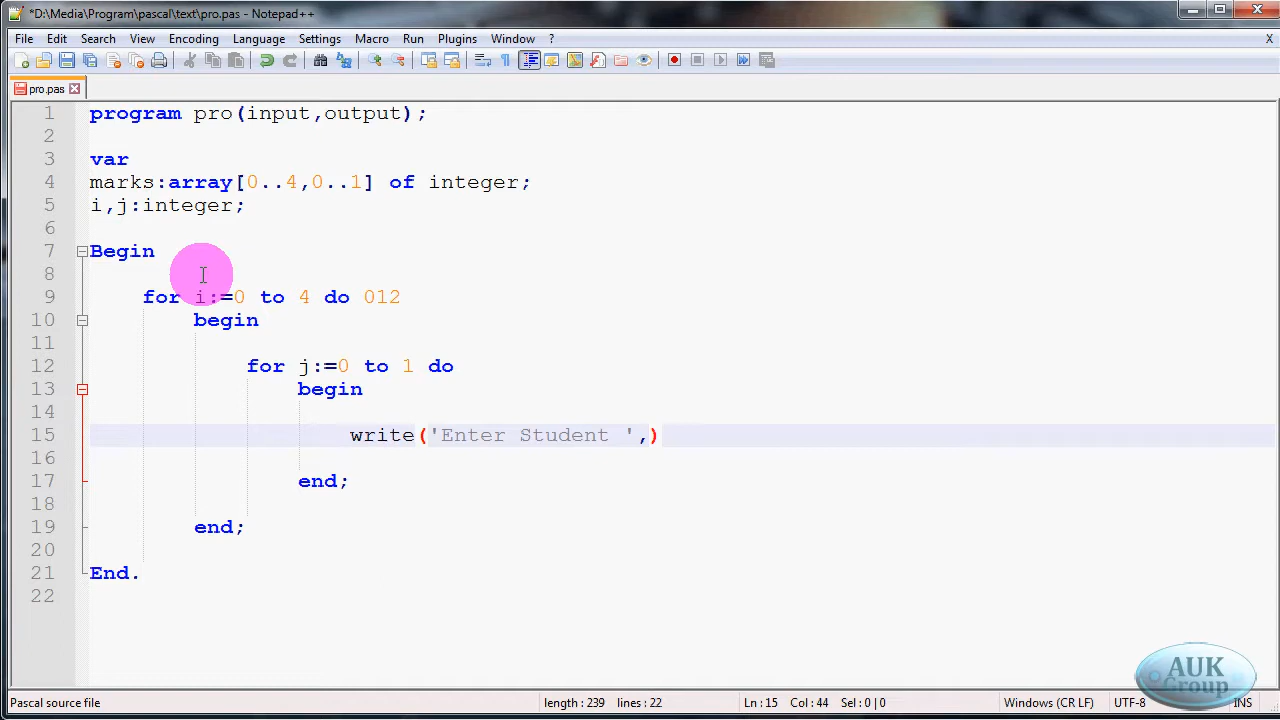 *D:\Media\Program\pascal\text\pro.pas - Notepad++
File Edit Search View Encoding Language Settings Macro Run Plugins Window ? X
pro.pas
1 program pro(input,output);
2
3 var
4 marks:array[0..4,0..1] of integer;
5 i,j:integer;
6
7 Begin
8
9 for i:=0 to 4 do 012
10 begin
11
12 for j:=0 to 1 do
13 begin
14
15 write('Enter Student ',)
16
17 end;
18
19 end;
20
21 End.
22
AUK
Group
Pascal source file length : 239 lines : 22 Ln : 15 Col : 44 Sel : 0 | 0 Windows (CR LF) UTF-8 INS